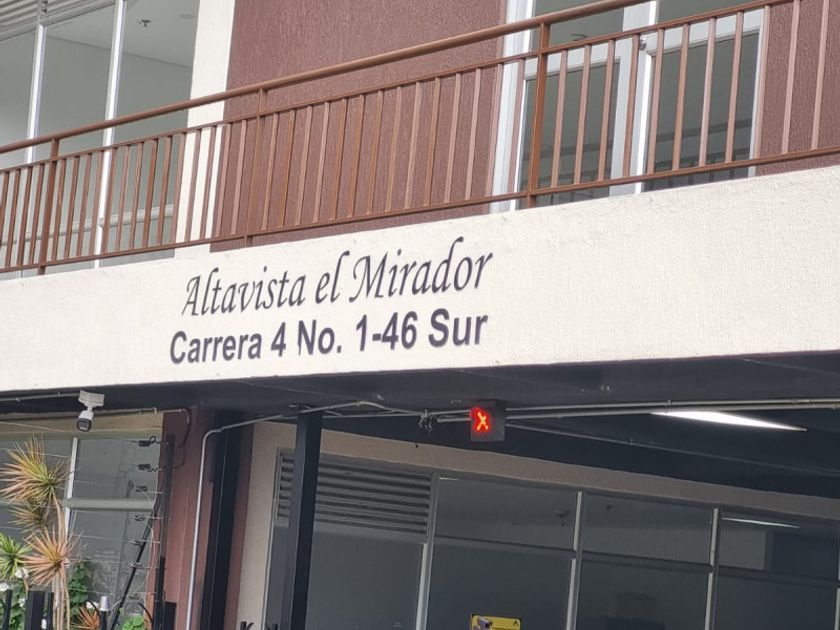 Altavista el Mirador
Carrera 4 No. 1-46 Sur